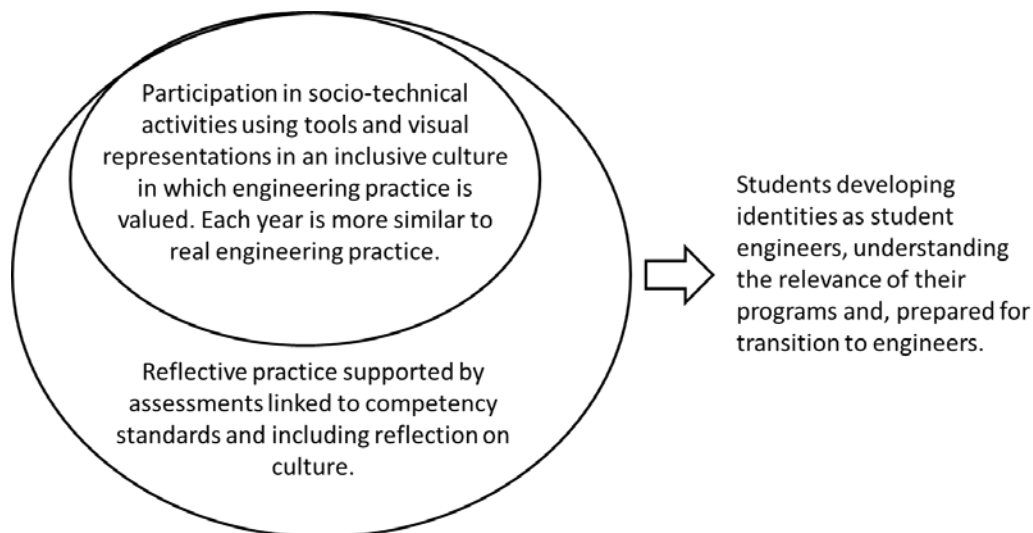 Participation in socio-technical
activities using tools and visual
representations in an inclusive culture
in which engineering practice is
valued. Each year is more similar to
real engineering practice.
Reflective practice supported by
assessments linked to competency
standards and including reflection on
culture.
Students developing
identities as student
engineers, understanding
the relevance of their
programs and, prepared for
transition to engineers.